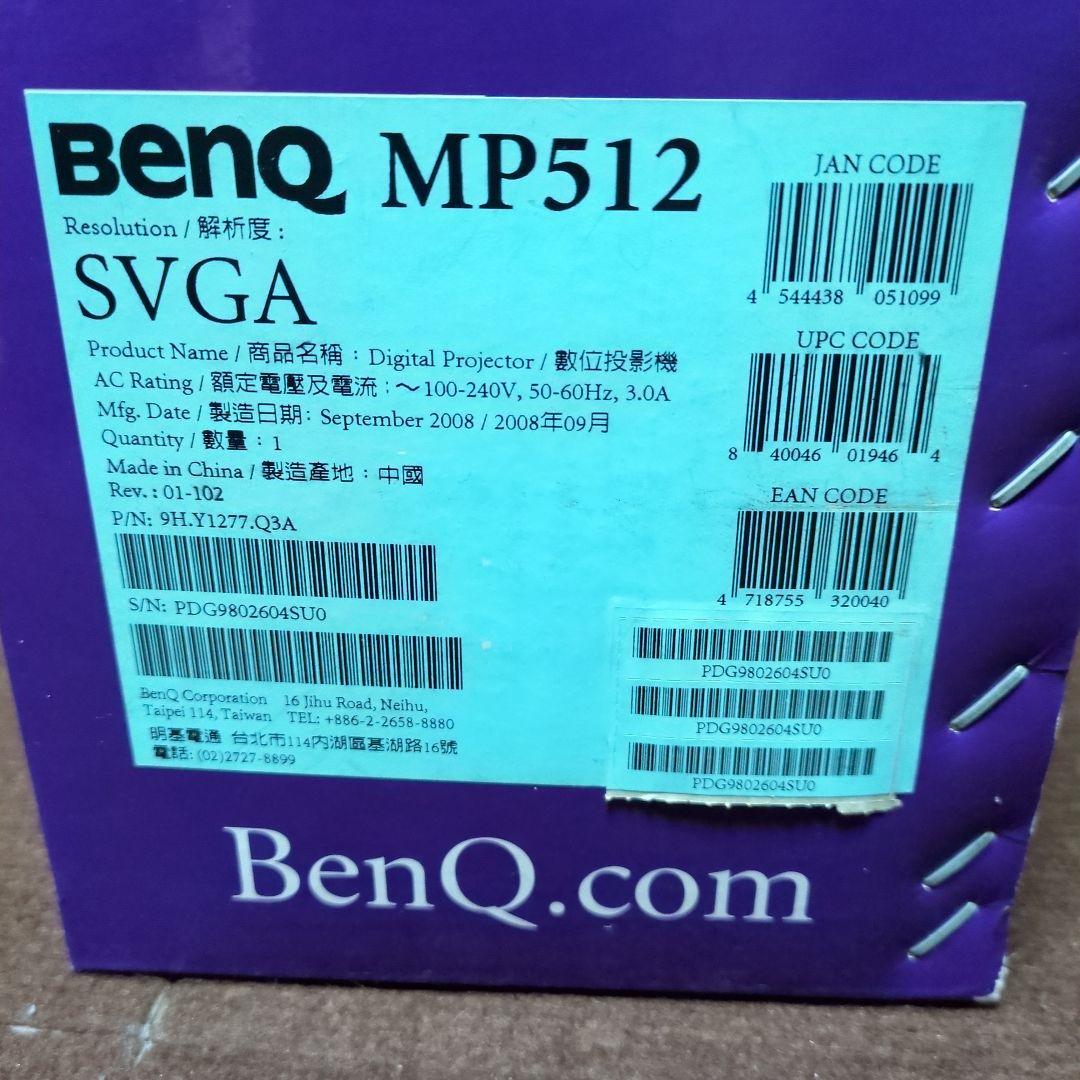 BenQ MP512
Resolution / 解析度 :
SVGA
Product Name / 商品名稱 : Digital Projector / 數位投影機
AC Rating / 額定電壓及電流 : ～100-240V, 50-60Hz, 3.0A
Mfg. Date / 製造日期: September 2008 / 2008年09月
Quantity / 數量 : 1
Made in China / 製造產地 : 中國
Rev. : 01-102
P/N: 9H.Y1277.Q3A
S/N: PDG9802604SU0
BenQ Corporation 16 Jihu Road, Neihu,
Taipei 114, Taiwan TEL: +886-2-2658-8880
明基電通 台北市114內湖區基湖路16號
電話: (02)2727-8899
JAN CODE
4 544438 051099
UPC CODE
8 40046 01946 4
EAN CODE
4 718755 320040
PDG9802604SU0
PDG9802604SU0
PDG9802604SU0
BenQ.com